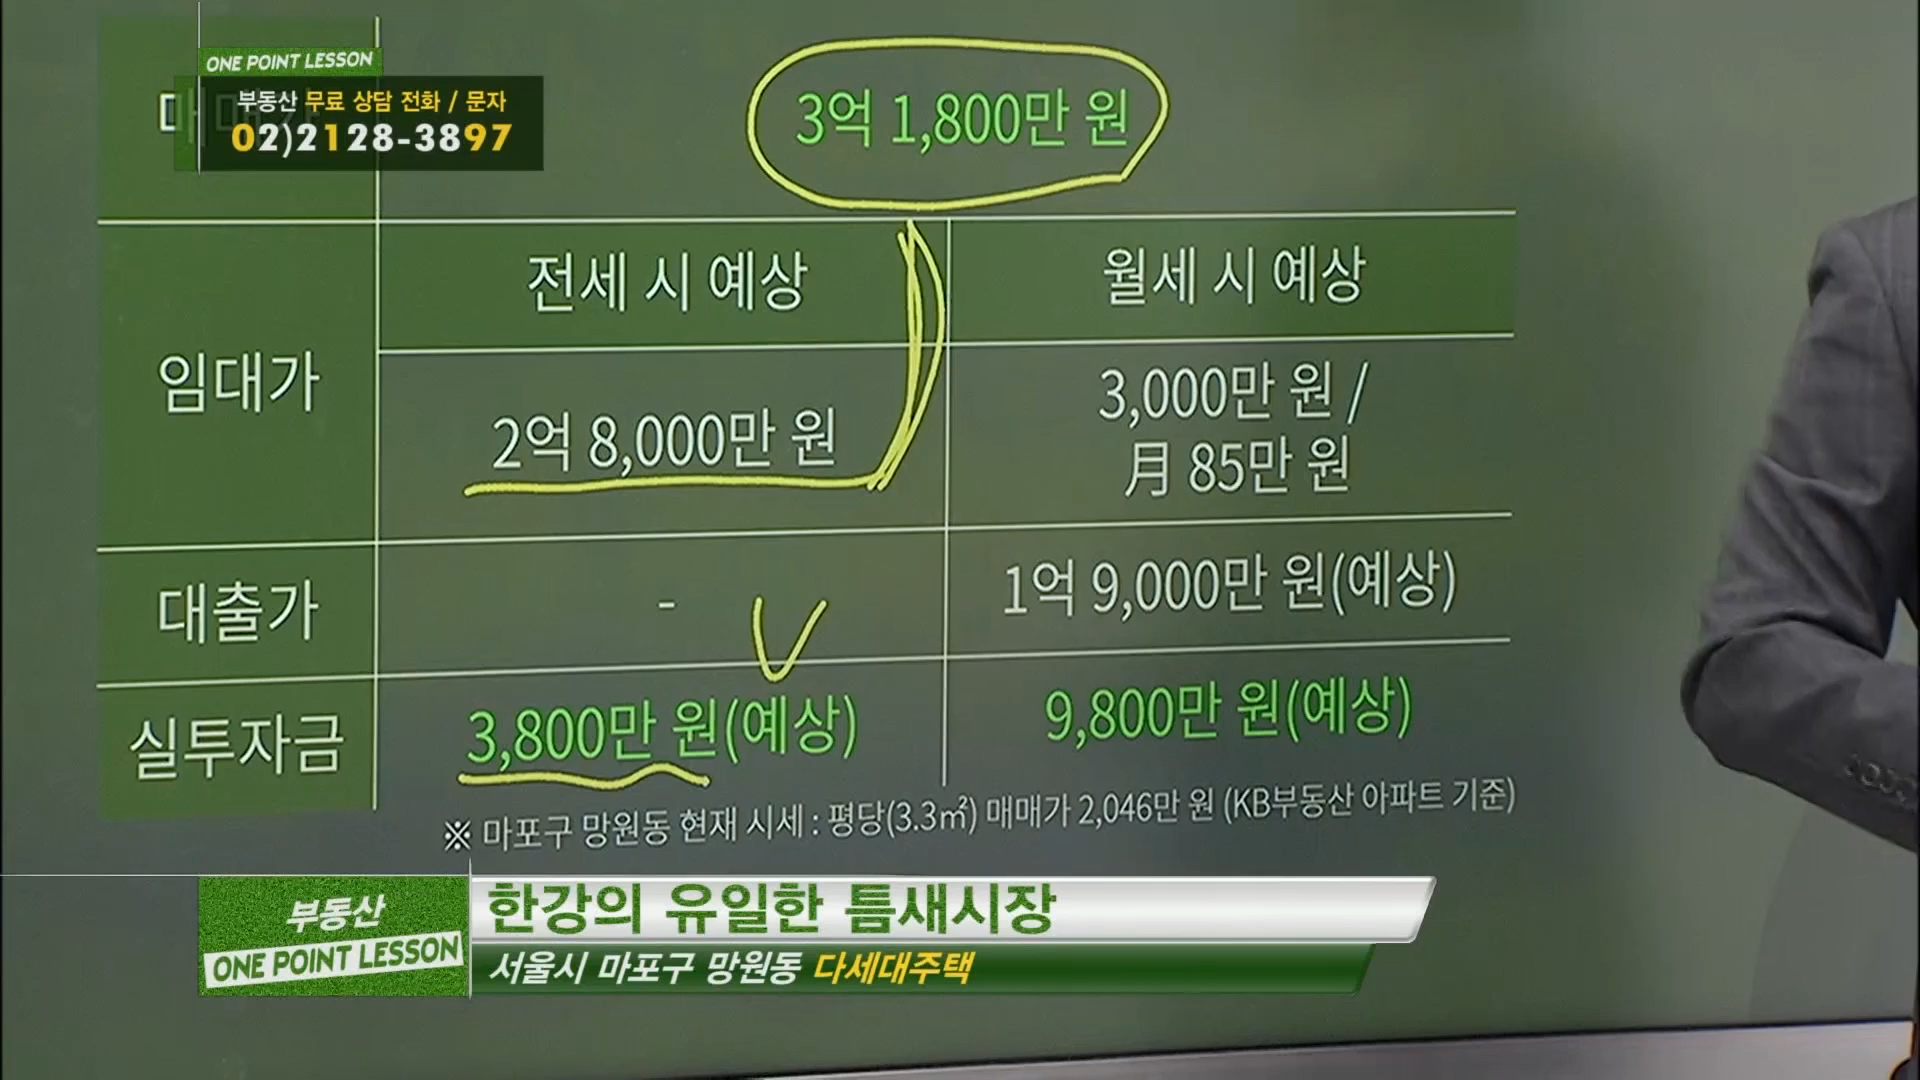 ONE POINT LESSON
부동산 무료 상담 전화 / 문자
02)2128-3897
3억 1,800만 원
임대가
전세 시 예상
월세 시 예상
2억 8,000만 원
3,000만 원 /
月 85만 원
대출가
-
1억 9,000만 원(예상)
실투자금
3,800만 원(예상)
9,800만 원(예상)
※ 마포구 망원동 현재 시세 : 평당(3.3㎡) 매매가 2,046만 원 (KB부동산 아파트 기준)
부동산
ONE POINT LESSON
한강의 유일한 틈새시장
서울시 마포구 망원동 다세대주택